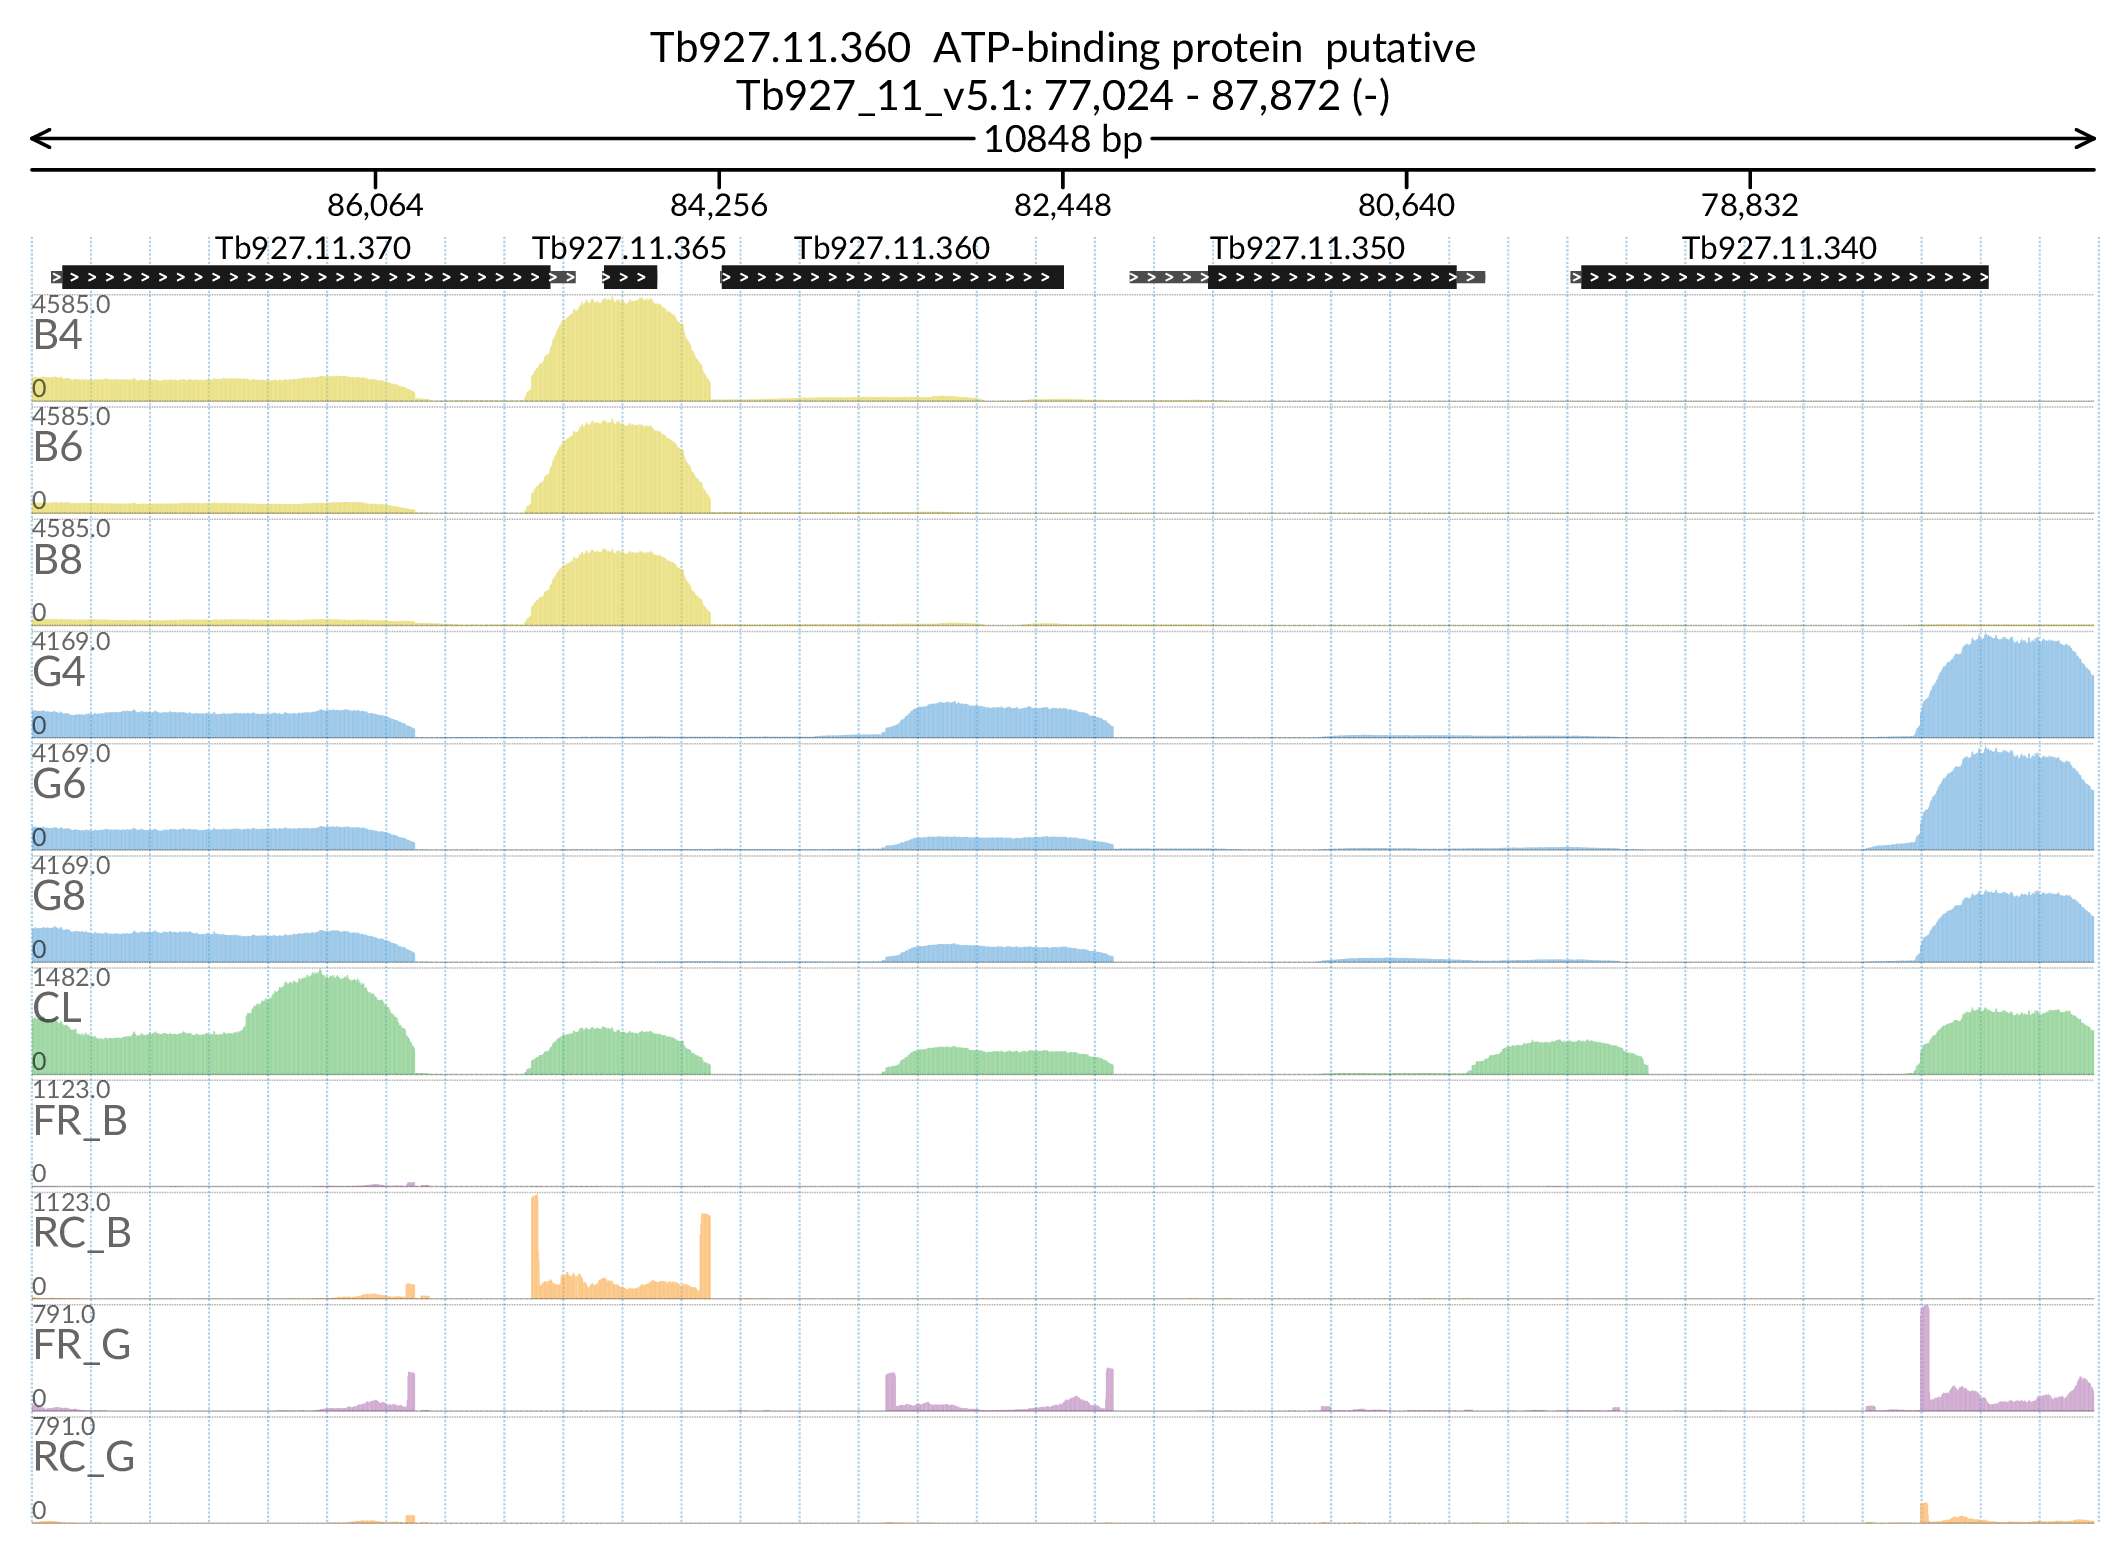 Tb927.11.360  ATP-binding protein  putative
Tb927_11_v5.1: 77,024 - 87,872 (-)
10848 bp
86,064 84,256 82,448 80,640 78,832
Tb927.11.370 Tb927.11.365 Tb927.11.360 Tb927.11.350 Tb927.11.340
4585.0
B4
0
4585.0
B6
0
4585.0
B8
0
4169.0
G4
0
4169.0
G6
0
4169.0
G8
0
1482.0
CL
0
1123.0
FR_B
0
1123.0
RC_B
0
791.0
FR_G
0
791.0
RC_G
0